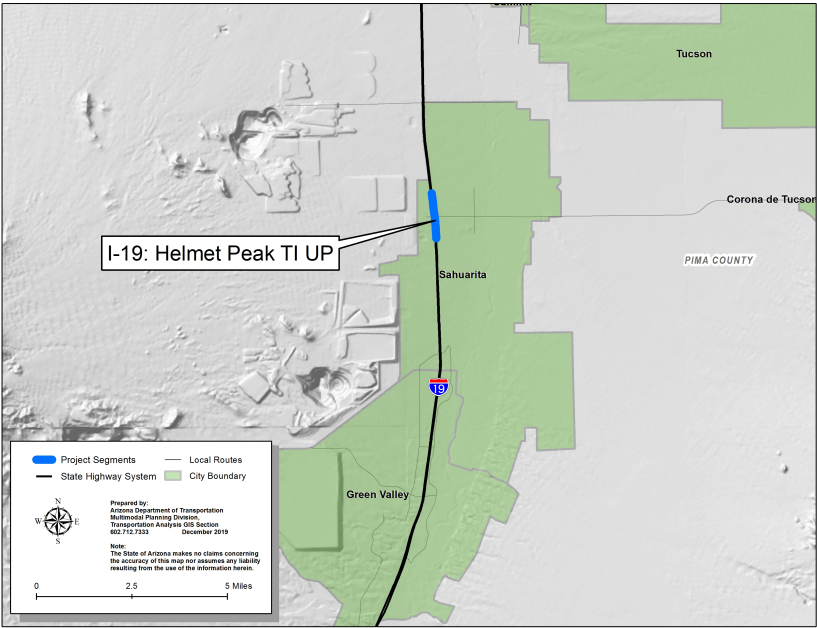 Summit
Tucson
Corona de Tucson
I-19: Helmet Peak TI UP
PIMA COUNTY
Sahuarita
19
Green Valley
Project Segments
Local Routes
State Highway System
City Boundary
N
W E
S
Prepared by:
Arizona Department of Transportation
Multimodal Planning Division,
Transportation Analysis GIS Section
602.712.7333 December 2019
Note:
The State of Arizona makes no claims concerning
the accuracy of this map nor assumes any liability
resulting from the use of the information herein.
0 2.5 5 Miles